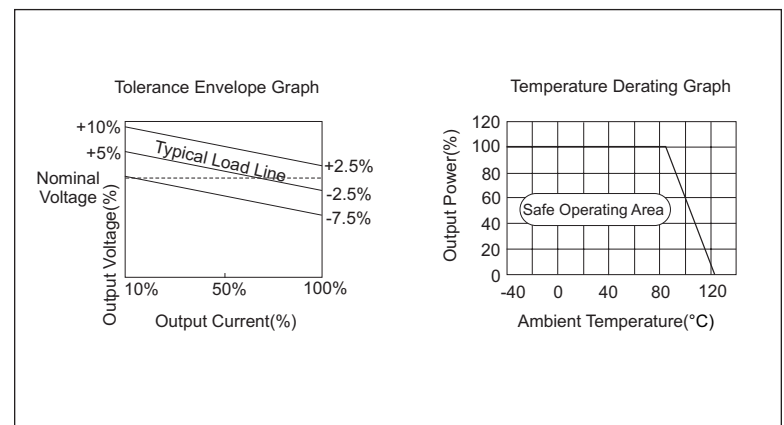 Tolerance Envelope Graph
+10%
+5%
Nominal
Voltage
Output Voltage(%)
Typical Load Line
+2.5%
-2.5%
-7.5%
10%
50%
100%
Output Current(%)
Temperature Derating Graph
Output Power(%)
120
100
80
60
40
20
0
Safe Operating Area
-40
0
40
80
120
Ambient Temperature(°C)